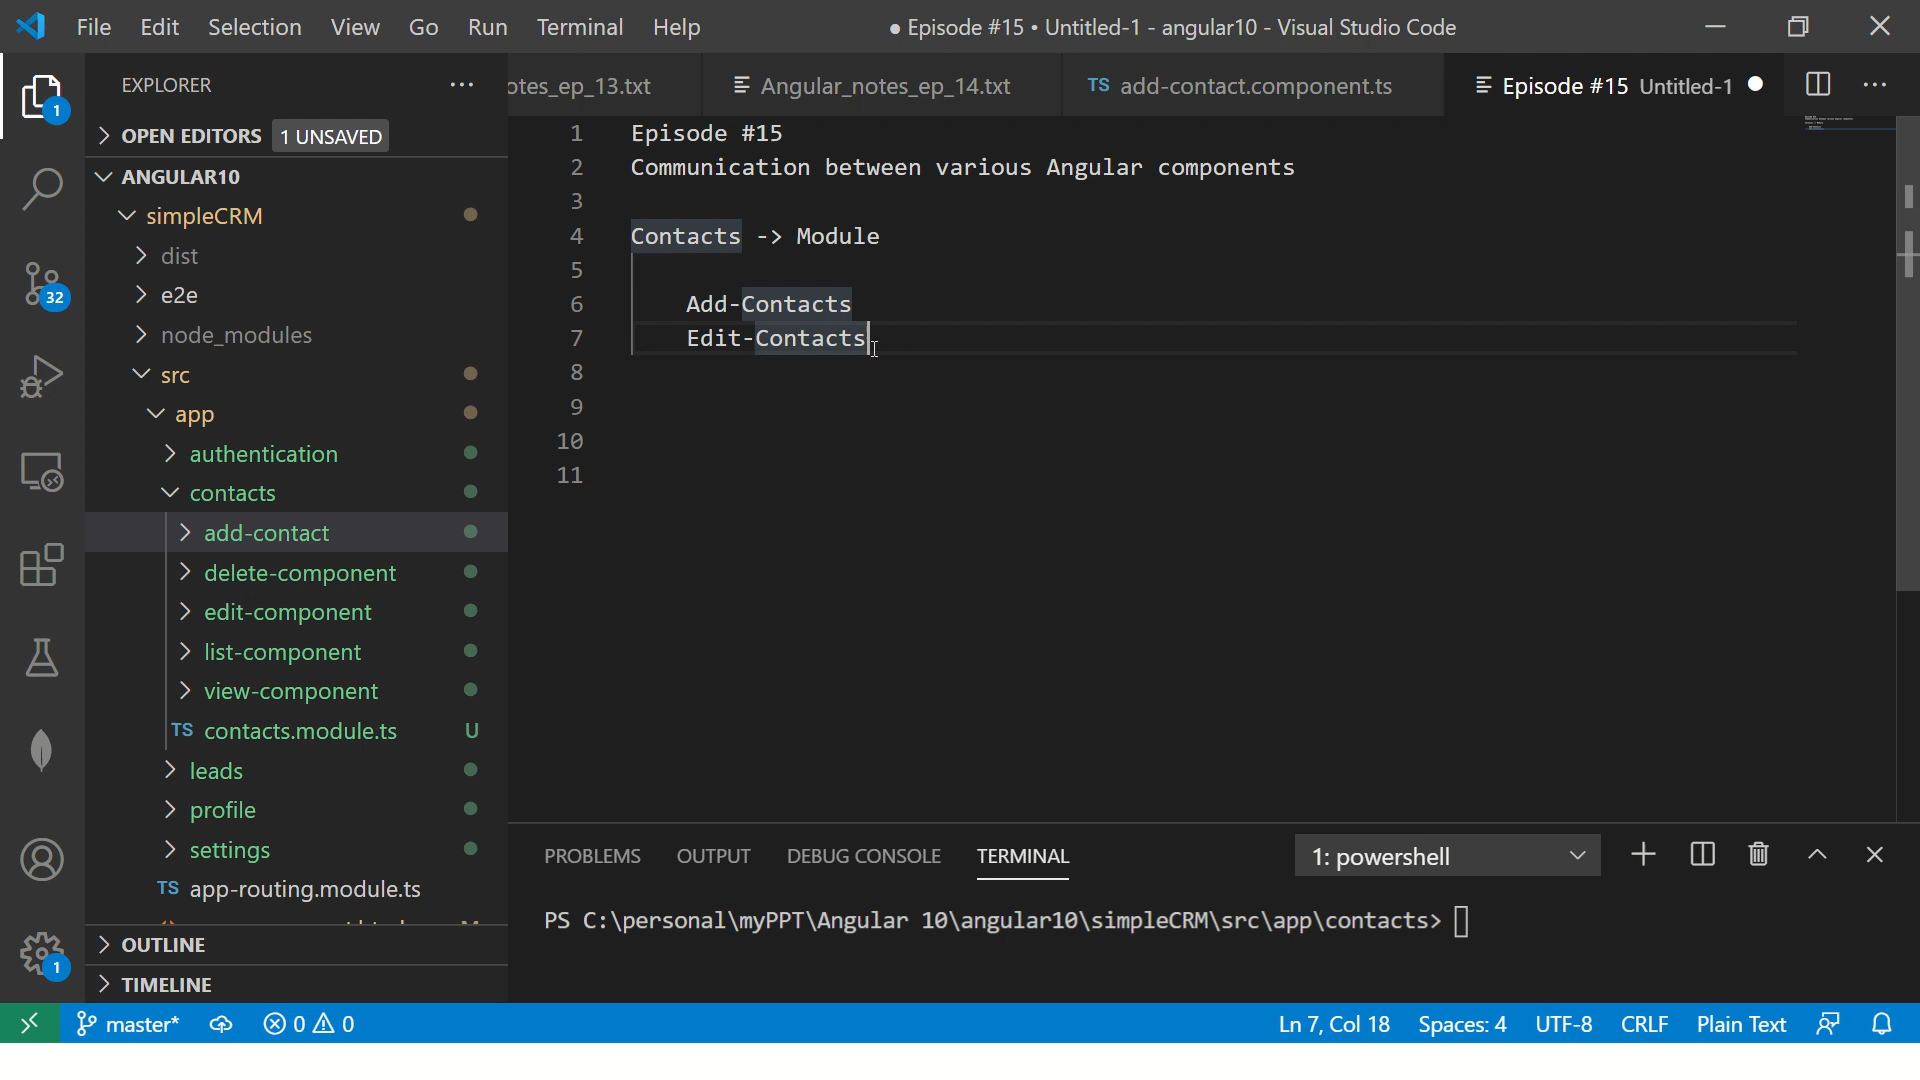 File Edit Selection View Go Run Terminal Help
● Episode #15 • Untitled-1 - angular10 - Visual Studio Code
EXPLORER
otes_ep_13.txt
Angular_notes_ep_14.txt
TS add-contact.component.ts
Episode #15 Untitled-1
1
OPEN EDITORS 1 UNSAVED
ANGULAR10
simpleCRM
dist
32
e2e
node_modules
src
app
authentication
contacts
add-contact
delete-component
edit-component
list-component
view-component
TS contacts.module.ts U
leads
profile
settings
TS app-routing.module.ts
OUTLINE
1
TIMELINE
1 Episode #15
2 Communication between various Angular components
3
4 Contacts -> Module
5
6 Add-Contacts
7 Edit-Contacts
8
9
10
11
PROBLEMS OUTPUT DEBUG CONSOLE TERMINAL
1: powershell
PS C:\personal\myPPT\Angular 10\angular10\simpleCRM\src\app\contacts>
master* 0 0
Ln 7, Col 18 Spaces: 4 UTF-8 CRLF Plain Text